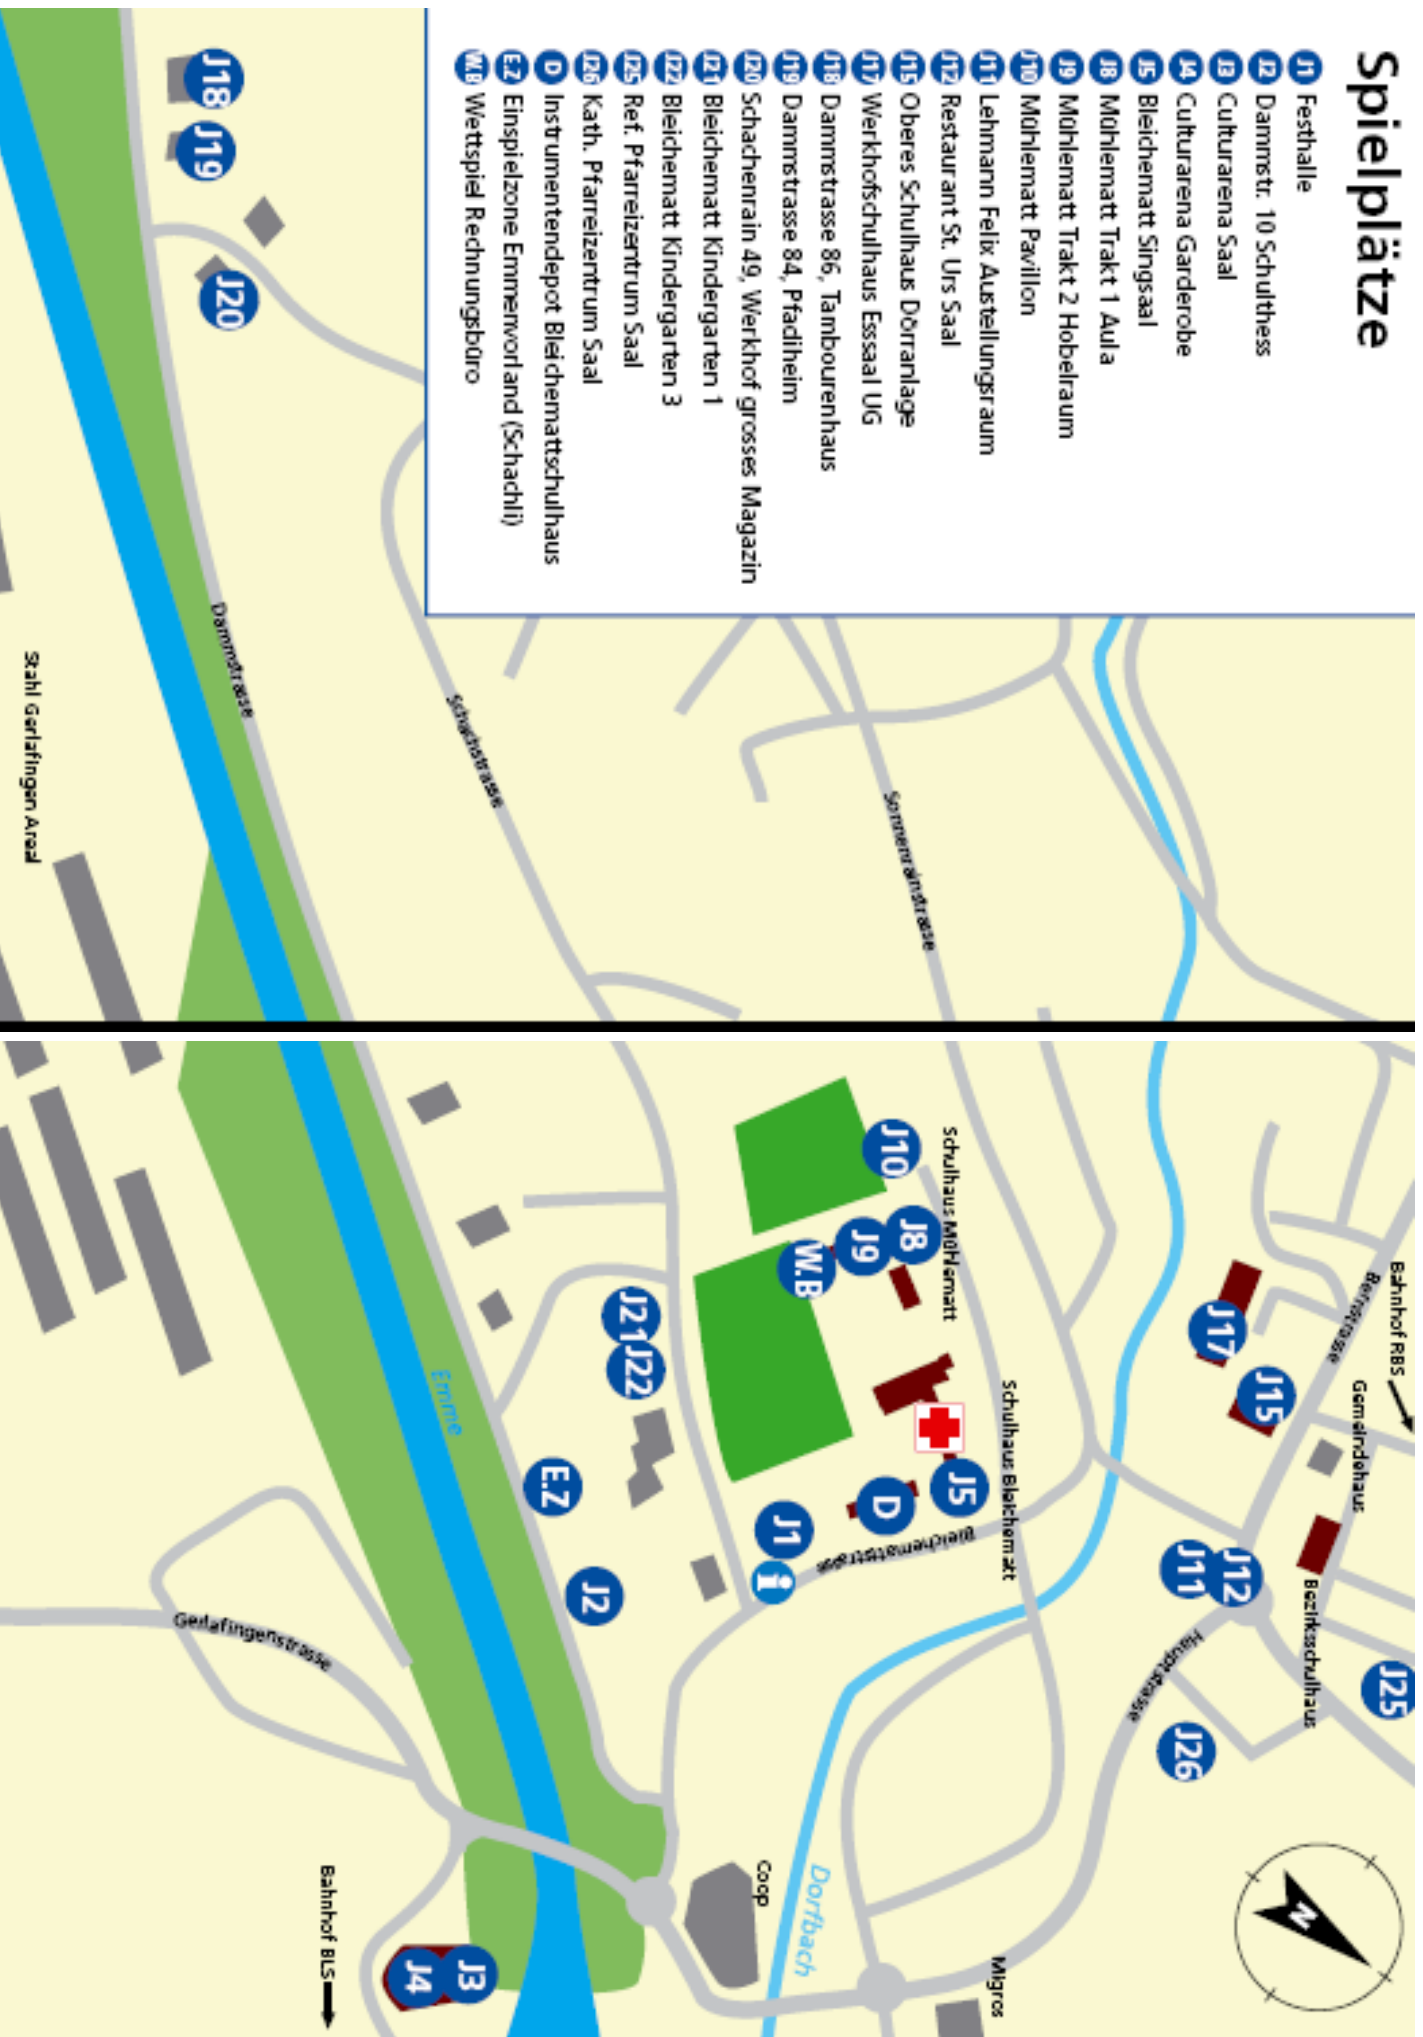 Spielplätze
J1 Festhalle
J2 Dammstr. 10 Schulthess
J3 Culturarena Saal
J4 Culturarena Garderobe
J5 Bleichematt Singsaal
J8 Mühlematt Trakt 1 Aula
J9 Mühlematt Trakt 2 Hobelraum
J10 Mühlematt Pavillon
J11 Lehmann Felix Austellungsraum
J12 Restaurant St. Urs Saal
J15 Oberes Schulhaus Dörranlage
J17 Werkhofschulhaus Esssaal UG
J18 Dammstrasse 86, Tambourenhaus
J19 Dammstrasse 84, Pfadiheim
J20 Schachenrain 49, Werkhof grosses Magazin
J21 Bleichematt Kindergarten 1
J22 Bleichematt Kindergarten 3
J25 Ref. Pfarreizentrum Saal
J26 Kath. Pfarreizentrum Saal
D Instrumentendepot Bleichemattschulhaus
E.Z Einspielzone Emmenvorland (Schachli)
W.B Wettspiel Rechnungsbüro
J18
J19
J20
Dammstrasse
Schachstrasse
Sonnenrainstrasse
Stahl Gerlafingen Areal
Bahnhof RBS
Gemeindehaus
Bezirksschulhaus
J25
J17
J15
J12
J11
J26
Hauptstrasse
Schulhaus Mühlematt
Schulhaus Bleichematt
J10
J8
J9
W.B
J5
D
J1
i
Bleichemattstrasse
J21
J22
E.Z
J2
Emme
Gerlafingenstrasse
Dorfbach
Coop
Migros
N
J3
J4
Bahnhof BLS